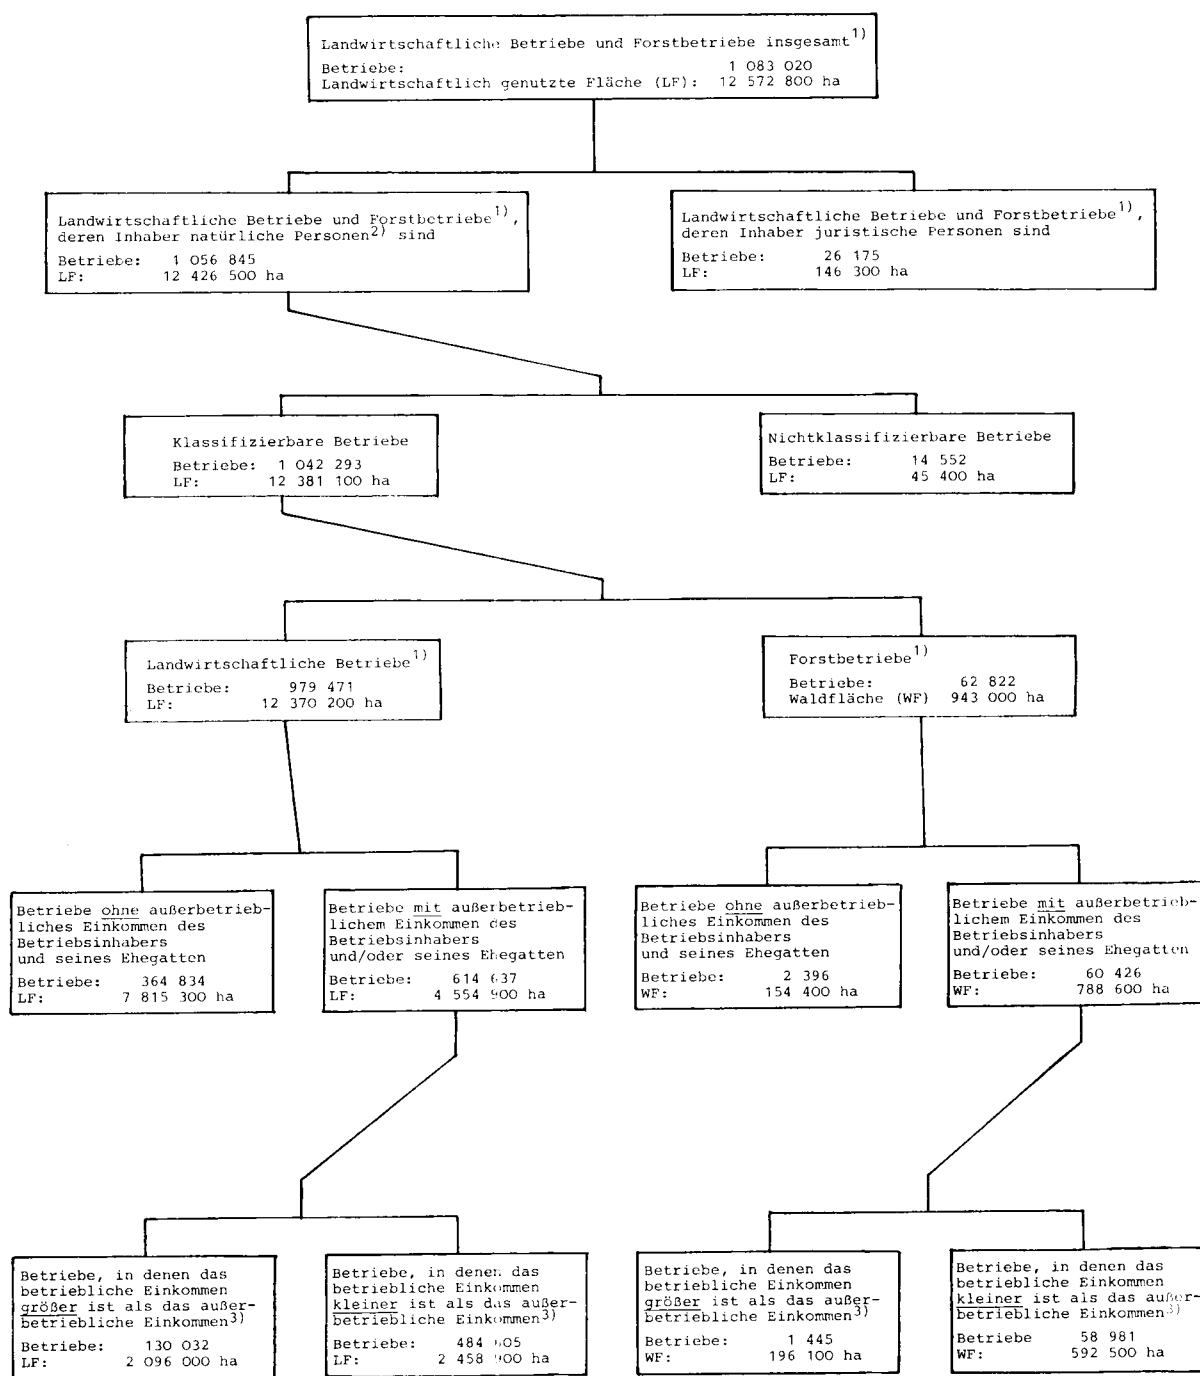 Landwirtschaftliche Betriebe und Forstbetriebe insgesamt1)
Betriebe: 1 083 020
Landwirtschaftlich genutzte Fläche (LF): 12 572 800 ha
Landwirtschaftliche Betriebe und Forstbetriebe1),
deren Inhaber natürliche Personen2) sind
Betriebe: 1 056 845
LF: 12 426 500 ha
Landwirtschaftliche Betriebe und Forstbetriebe1),
deren Inhaber juristische Personen sind
Betriebe: 26 175
LF: 146 300 ha
Klassifizierbare Betriebe
Betriebe: 1 042 293
LF: 12 381 100 ha
Nichtklassifizierbare Betriebe
Betriebe: 14 552
LF: 45 400 ha
Landwirtschaftliche Betriebe1)
Betriebe: 979 471
LF: 12 370 200 ha
Forstbetriebe1)
Betriebe: 62 822
Waldfläche (WF) 943 000 ha
Betriebe ohne außerbetrieb-
liches Einkommen des
Betriebsinhabers
und seines Ehegatten
Betriebe: 364 834
LF: 7 815 300 ha
Betriebe mit außerbetrieb-
lichem Einkommen des
Betriebsinhabers
und/oder seines Ehegatten
Betriebe: 614 637
LF: 4 554 900 ha
Betriebe ohne außerbetrieb-
liches Einkommen des
Betriebsinhabers
und seines Ehegatten
Betriebe: 2 396
WF: 154 400 ha
Betriebe mit außerbetrieb-
lichem Einkommen des
Betriebsinhabers
und/oder seines Ehegatten
Betriebe: 60 426
WF: 788 600 ha
Betriebe, in denen das
betriebliche Einkommen
größer ist als das außer-
betriebliche Einkommen3)
Betriebe: 130 032
LF: 2 096 000 ha
Betriebe, in denen das
betriebliche Einkommen
kleiner ist als das außer-
betriebliche Einkommen3)
Betriebe: 484 605
LF: 2 458 900 ha
Betriebe, in denen das
betriebliche Einkommen
größer ist als das außer-
betriebliche Einkommen3)
Betriebe: 1 445
WF: 196 100 ha
Betriebe, in denen das
betriebliche Einkommen
kleiner ist als das außer-
betriebliche Einkommen3)
Betriebe 58 981
WF: 592 500 ha